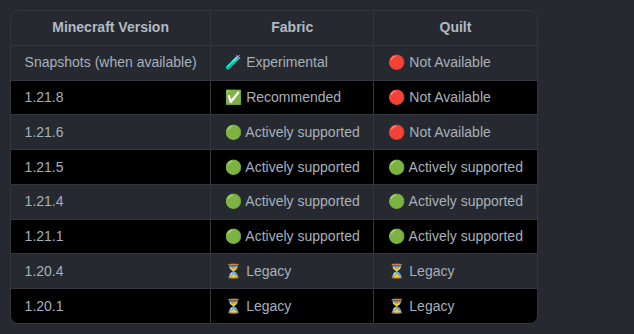 Minecraft Version Fabric Quilt
Snapshots (when available) 🧪 Experimental 🔴 Not Available
1.21.8 ✅ Recommended 🔴 Not Available
1.21.6 🟢 Actively supported 🔴 Not Available
1.21.5 🟢 Actively supported 🟢 Actively supported
1.21.4 🟢 Actively supported 🟢 Actively supported
1.21.1 🟢 Actively supported 🟢 Actively supported
1.20.4 ⏳ Legacy ⏳ Legacy
1.20.1 ⏳ Legacy ⏳ Legacy